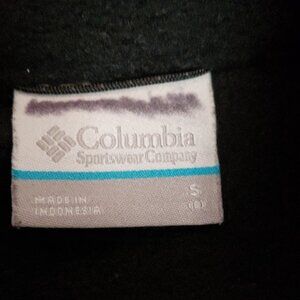 Columbia
Sportswear Company
S
MADE IN
INDONESIA